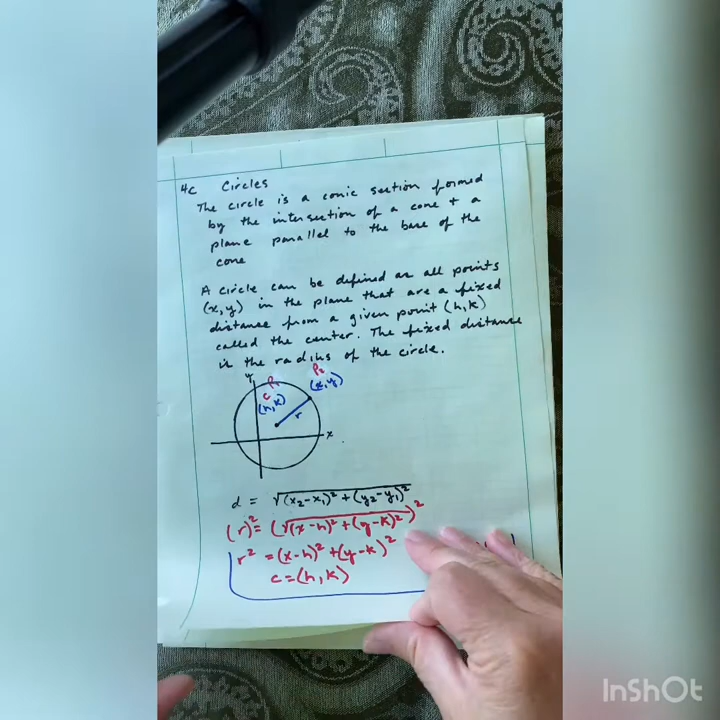 4c Circles
The circle is a conic section formed
by the intersection of a cone + a
plane parallel to the base of the
cone
A circle can be defined as all points
(x,y) in the plane that are a fixed
distance from a given point (h,k)
called the center. The fixed distance
is the radius of the circle.
y
P₁
P₂
c
(h,k)
(x,y)
r
x
d = √(x₂-x₁)² + (y₂-y₁)²
(r)² = (√(x-h)² + (y-k)²)²
r² = (x-h)² + (y-k)²
c = (h, k)
InShOt